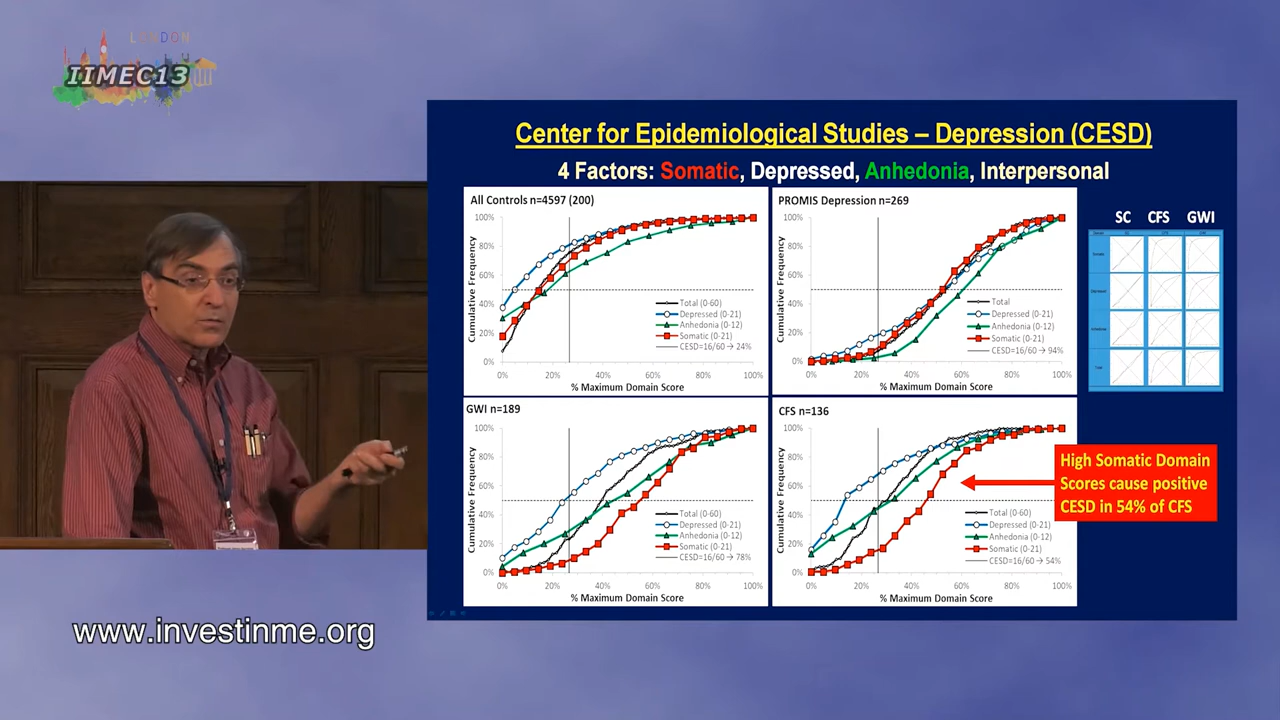 LONDON
IIMEC13
www.investinme.org
Center for Epidemiological Studies – Depression (CESD)
4 Factors: Somatic, Depressed, Anhedonia, Interpersonal
All Controls n=4597 (200)
Cumulative Frequency
100%
80%
60%
40%
20%
0%
0% 20% 40% 60% 80% 100%
% Maximum Domain Score
Total (0-60)
Depressed (0-21)
Anhedonia (0-12)
Somatic (0-21)
CESD=16/60 → 24%
PROMIS Depression n=269
Cumulative Frequency
100%
80%
60%
40%
20%
0%
0% 20% 40% 60% 80% 100%
% Maximum Domain Score
Total
Depressed (0-21)
Anhedonia (0-12)
Somatic (0-21)
CESD=16/60 → 94%
GWI n=189
Cumulative Frequency
100%
80%
60%
40%
20%
0%
0% 20% 40% 60% 80% 100%
% Maximum Domain Score
Total (0-60)
Depressed (0-21)
Anhedonia (0-12)
Somatic (0-21)
CESD=16/60 → 78%
CFS n=136
Cumulative Frequency
100%
80%
60%
40%
20%
0%
0% 20% 40% 60% 80% 100%
% Maximum Domain Score
Total (0-60)
Depressed (0-21)
Anhedonia (0-12)
Somatic (0-21)
CESD=16/60 → 54%
SC CFS GWI
High Somatic Domain
Scores cause positive
CESD in 54% of CFS